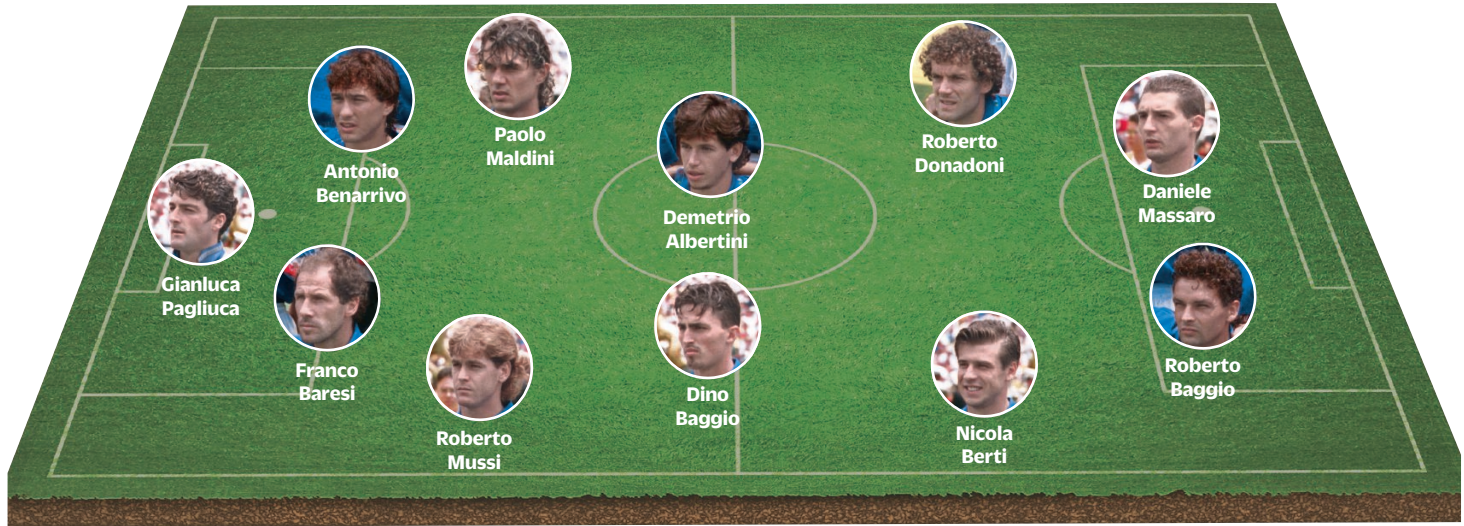 Paolo
Maldini
Roberto
Donadoni
Antonio
Benarrivo
Daniele
Massaro
Demetrio
Albertini
Gianluca
Pagliuca
Franco
Baresi
Roberto
Baggio
Dino
Baggio
Roberto
Mussi
Nicola
Berti